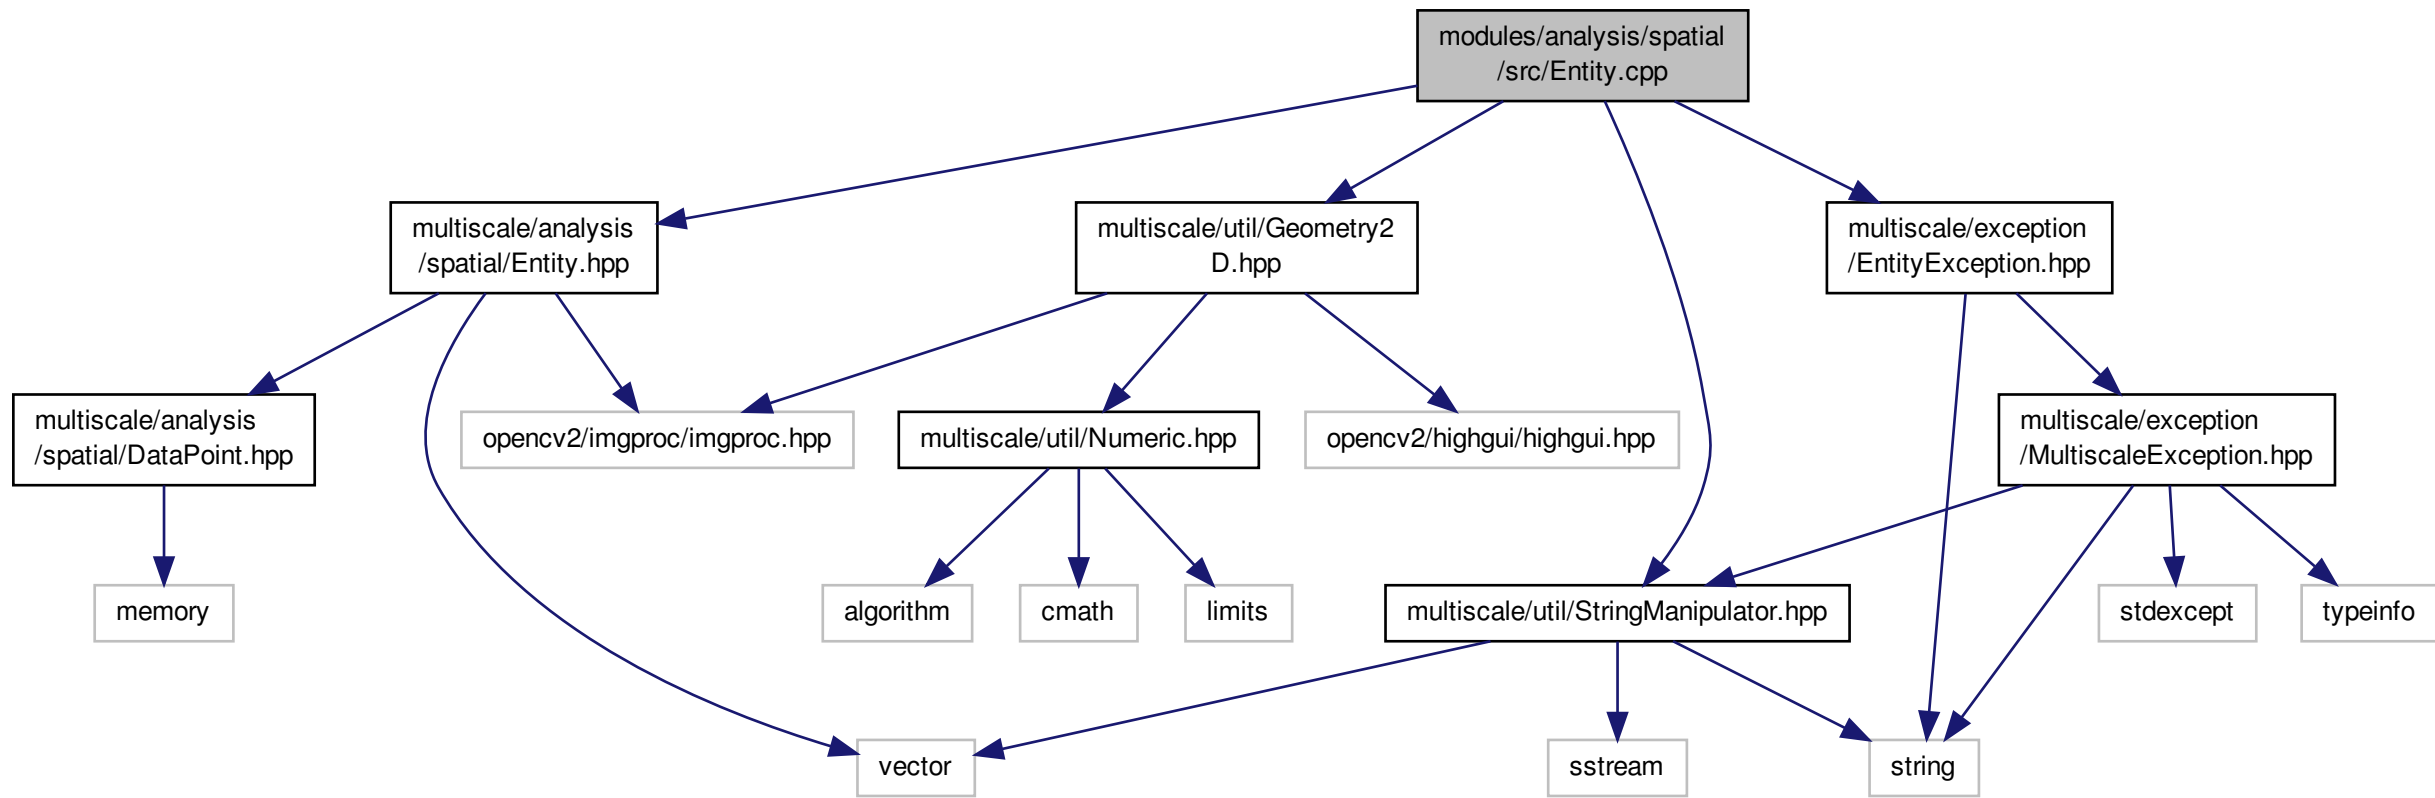 modules/analysis/spatial
/src/Entity.cpp
multiscale/analysis
/spatial/Entity.hpp
multiscale/util/Geometry2
D.hpp
multiscale/exception
/EntityException.hpp
multiscale/analysis
/spatial/DataPoint.hpp
opencv2/imgproc/imgproc.hpp
multiscale/util/Numeric.hpp
opencv2/highgui/highgui.hpp
multiscale/exception
/MultiscaleException.hpp
memory
algorithm
cmath
limits
multiscale/util/StringManipulator.hpp
stdexcept
typeinfo
vector
sstream
string